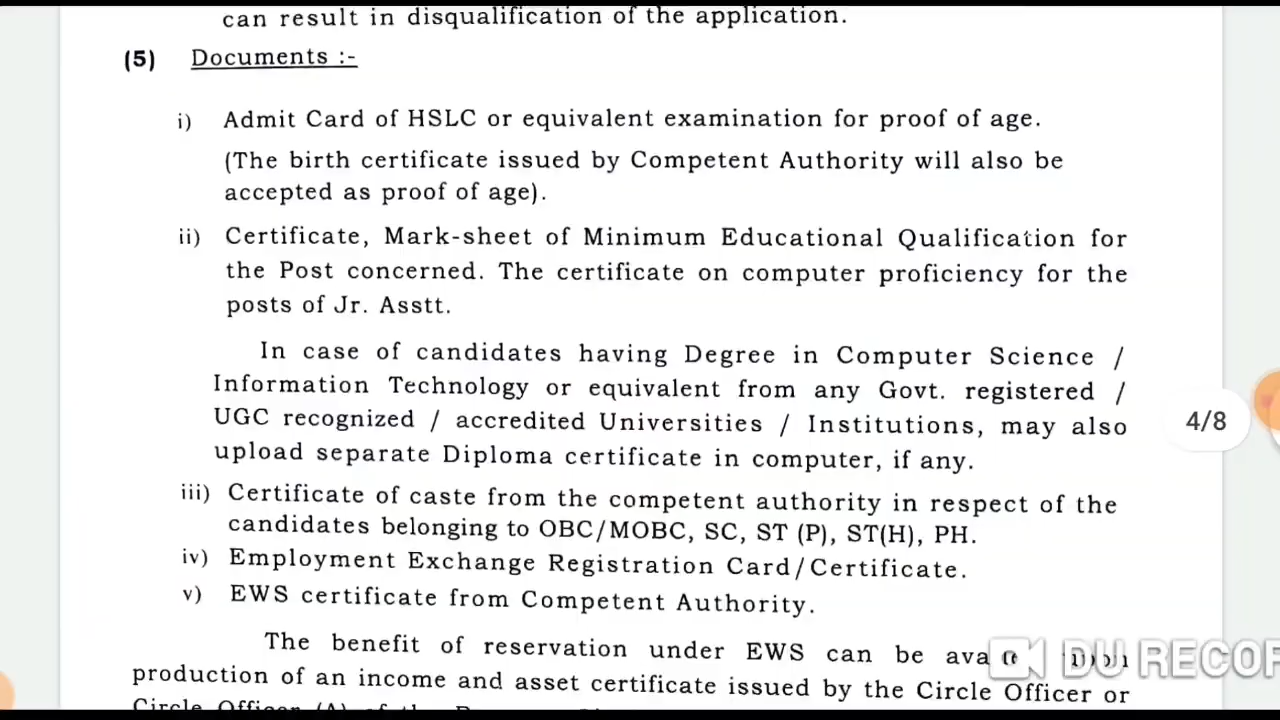 can result in disqualification of the application.
(5) Documents :-
i) Admit Card of HSLC or equivalent examination for proof of age.
(The birth certificate issued by Competent Authority will also be
accepted as proof of age).
ii) Certificate, Mark-sheet of Minimum Educational Qualification for
the Post concerned. The certificate on computer proficiency for the
posts of Jr. Asstt.
In case of candidates having Degree in Computer Science /
Information Technology or equivalent from any Govt. registered /
UGC recognized / accredited Universities / Institutions, may also
upload separate Diploma certificate in computer, if any.
4/8
iii) Certificate of caste from the competent authority in respect of the
candidates belonging to OBC/MOBC, SC, ST (P), ST(H), PH.
iv) Employment Exchange Registration Card/Certificate.
v) EWS certificate from Competent Authority.
The benefit of reservation under EWS can be upon
DU RECOR
production of an income and asset certificate issued by the Circle Officer or
Circle Officer (A) of the